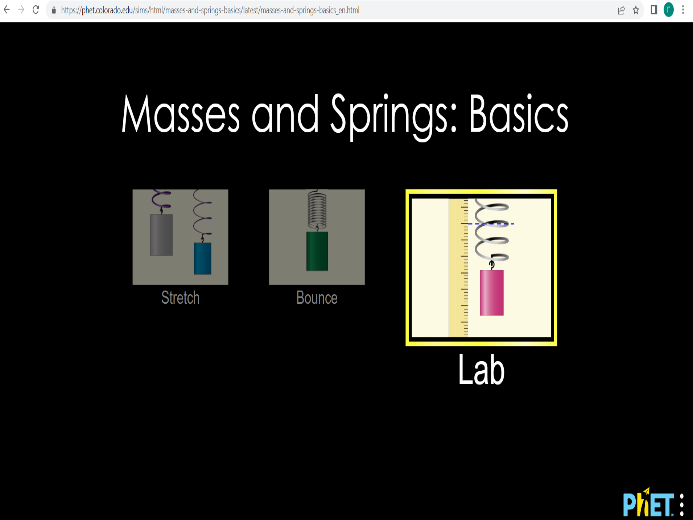 https://phet.colorado.edu/sims/html/masses-and-springs-basics/latest/masses-and-springs-basics_en.html
Masses and Springs: Basics
Stretch
Bounce
Lab
PhET